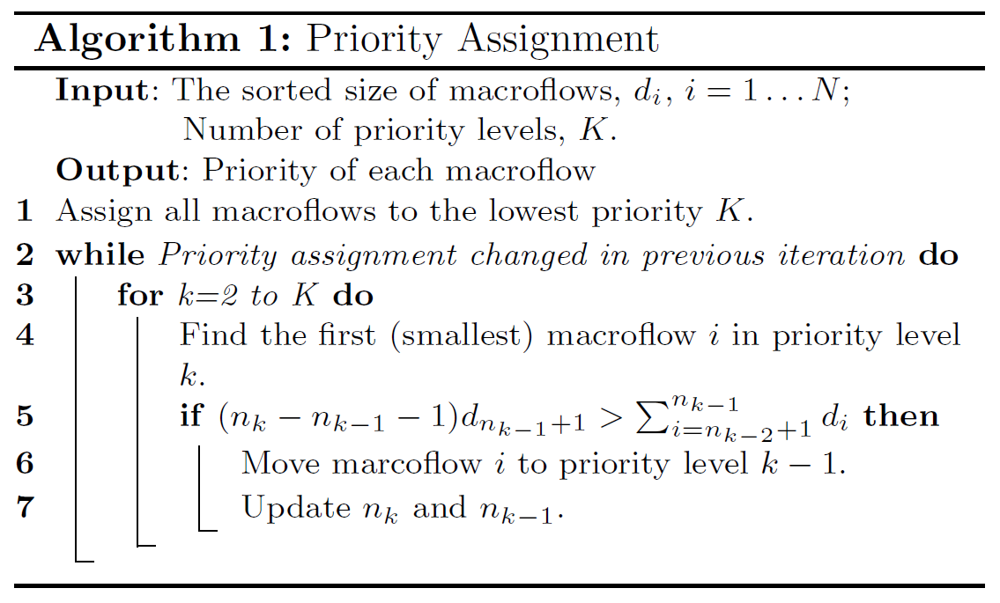 Algorithm 1: Priority Assignment
Input: The sorted size of macroflows, d_i, i = 1 … N;
Number of priority levels, K.
Output: Priority of each macroflow
1 Assign all macroflows to the lowest priority K.
2 while Priority assignment changed in previous iteration do
3 for k=2 to K do
4 Find the first (smallest) macroflow i in priority level
k.
5 if (n_k − n_{k−1} − 1)d_{n_{k−1}+1} > ∑_{i=n_{k−2}+1}^{n_{k−1}} d_i then
6 Move marcoflow i to priority level k − 1.
7 Update n_k and n_{k−1}.